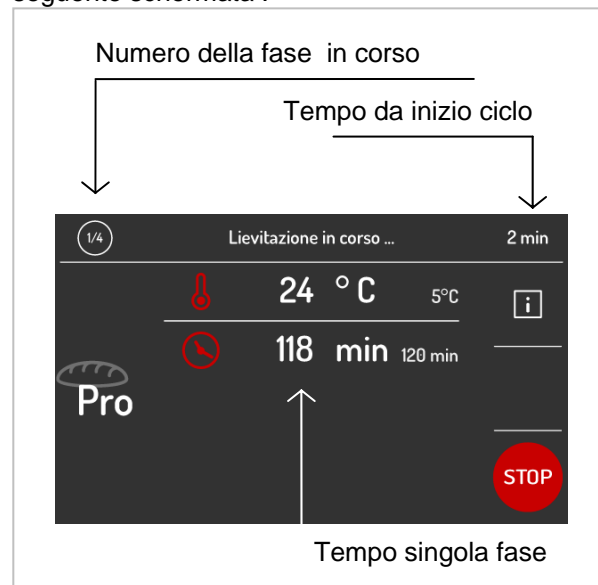 seguente schermata :
Numero della fase in corso
Tempo da inizio ciclo
1/4
Lievitazione in corso ...
2 min
24 °C
5°C
i
118 min
120 min
Pro
STOP
Tempo singola fase